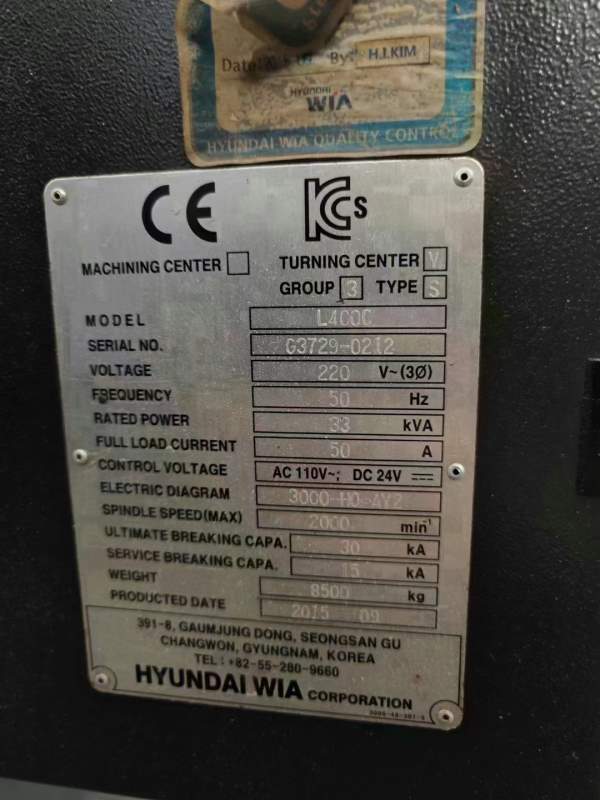 Date: By: H.I.KIM
HYUNDAI
WIA
HYUNDAI WIA QUALITY CONTROL
CE KCs
MACHINING CENTER TURNING CENTER V
GROUP 3 TYPE S
MODEL L400C
SERIAL NO. G3729-0212
VOLTAGE 220 V~(3Ø)
FREQUENCY 50 Hz
RATED POWER 33 kVA
FULL LOAD CURRENT 50 A
CONTROL VOLTAGE AC 110V~; DC 24V
ELECTRIC DIAGRAM 3000-H0-AY2
SPINDLE SPEED(MAX) 2000 min⁻¹
ULTIMATE BREAKING CAPA. 30 kA
SERVICE BREAKING CAPA. 15 kA
WEIGHT 8500 kg
PRODUCTED DATE 2015 09
391-8, GAUMJUNG DONG, SEONGSAN GU
CHANGWON, GYUNGNAM, KOREA
TEL : +82-55-280-9660
HYUNDAI WIA CORPORATION